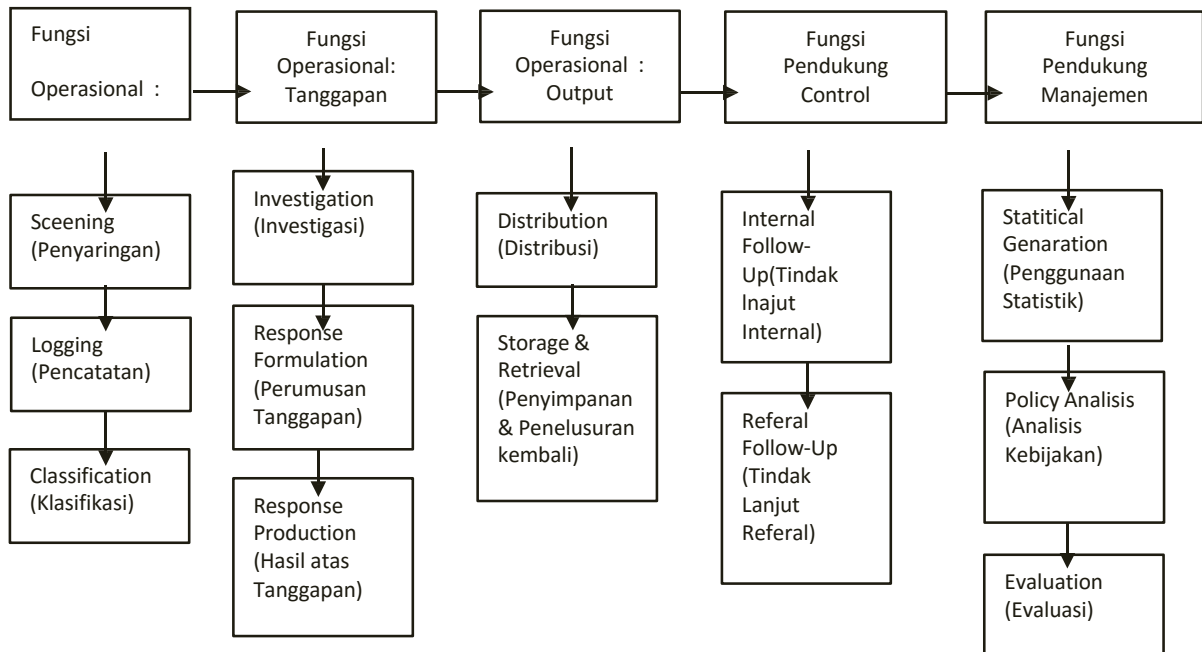 Fungsi
Operasional :
Fungsi
Operasional:
Tanggapan
Fungsi
Operasional :
Output
Fungsi
Pendukung
Control
Fungsi
Pendukung
Manajemen
Sceening
(Penyaringan)
Logging
(Pencatatan)
Classification
(Klasifikasi)
Investigation
(Investigasi)
Response
Formulation
(Perumusan
Tanggapan)
Response
Production
(Hasil atas
Tanggapan)
Distribution
(Distribusi)
Storage &
Retrieval
(Penyimpanan
& Penelusuran
kembali)
Internal
Follow-
Up(Tindak
lnajut
Internal)
Referal
Follow-Up
(Tindak
Lanjut
Referal)
Statitical
Genaration
(Penggunaan
Statistik)
Policy Analisis
(Analisis
Kebijakan)
Evaluation
(Evaluasi)